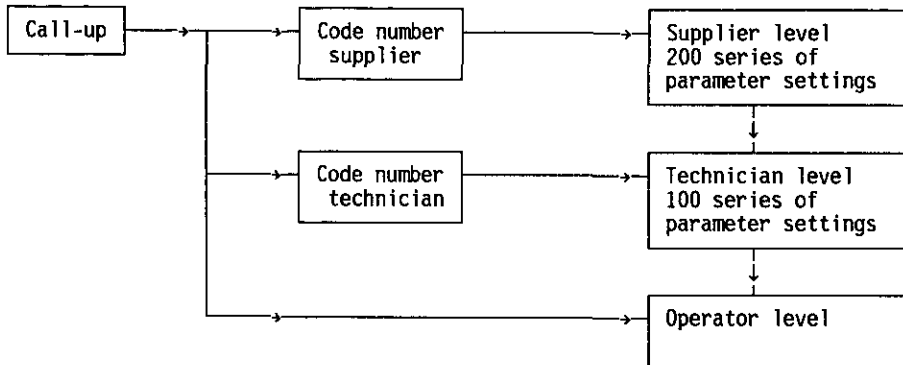 Call-up
Code number
supplier
Supplier level
200 series of
parameter settings
Code number
technician
Technician level
100 series of
parameter settings
Operator level